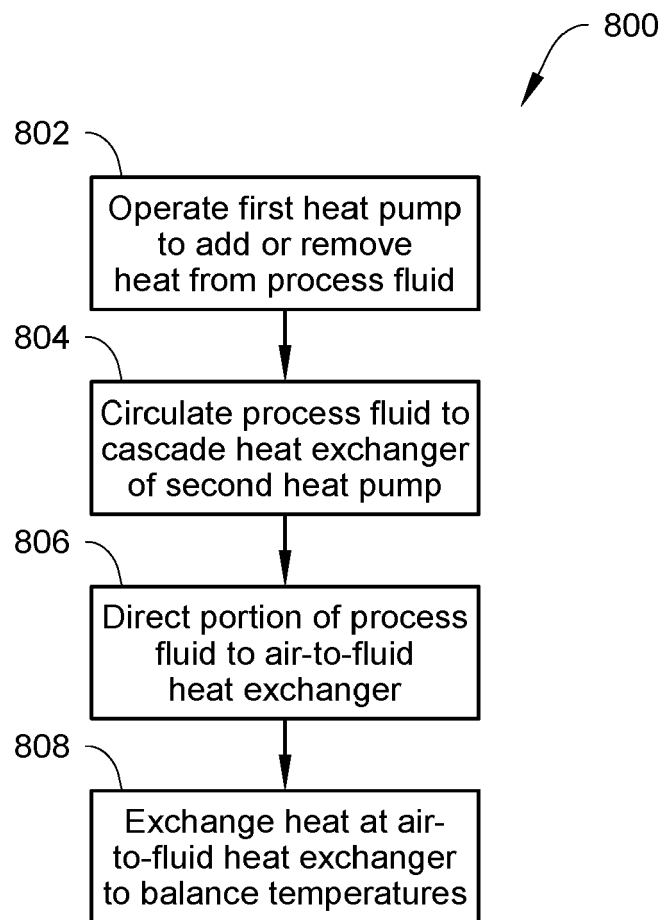 800
802
Operate first heat pump
to add or remove
heat from process fluid
804
Circulate process fluid to
cascade heat exchanger
of second heat pump
806
Direct portion of process
fluid to air-to-fluid
heat exchanger
808
Exchange heat at air-
to-fluid heat exchanger
to balance temperatures